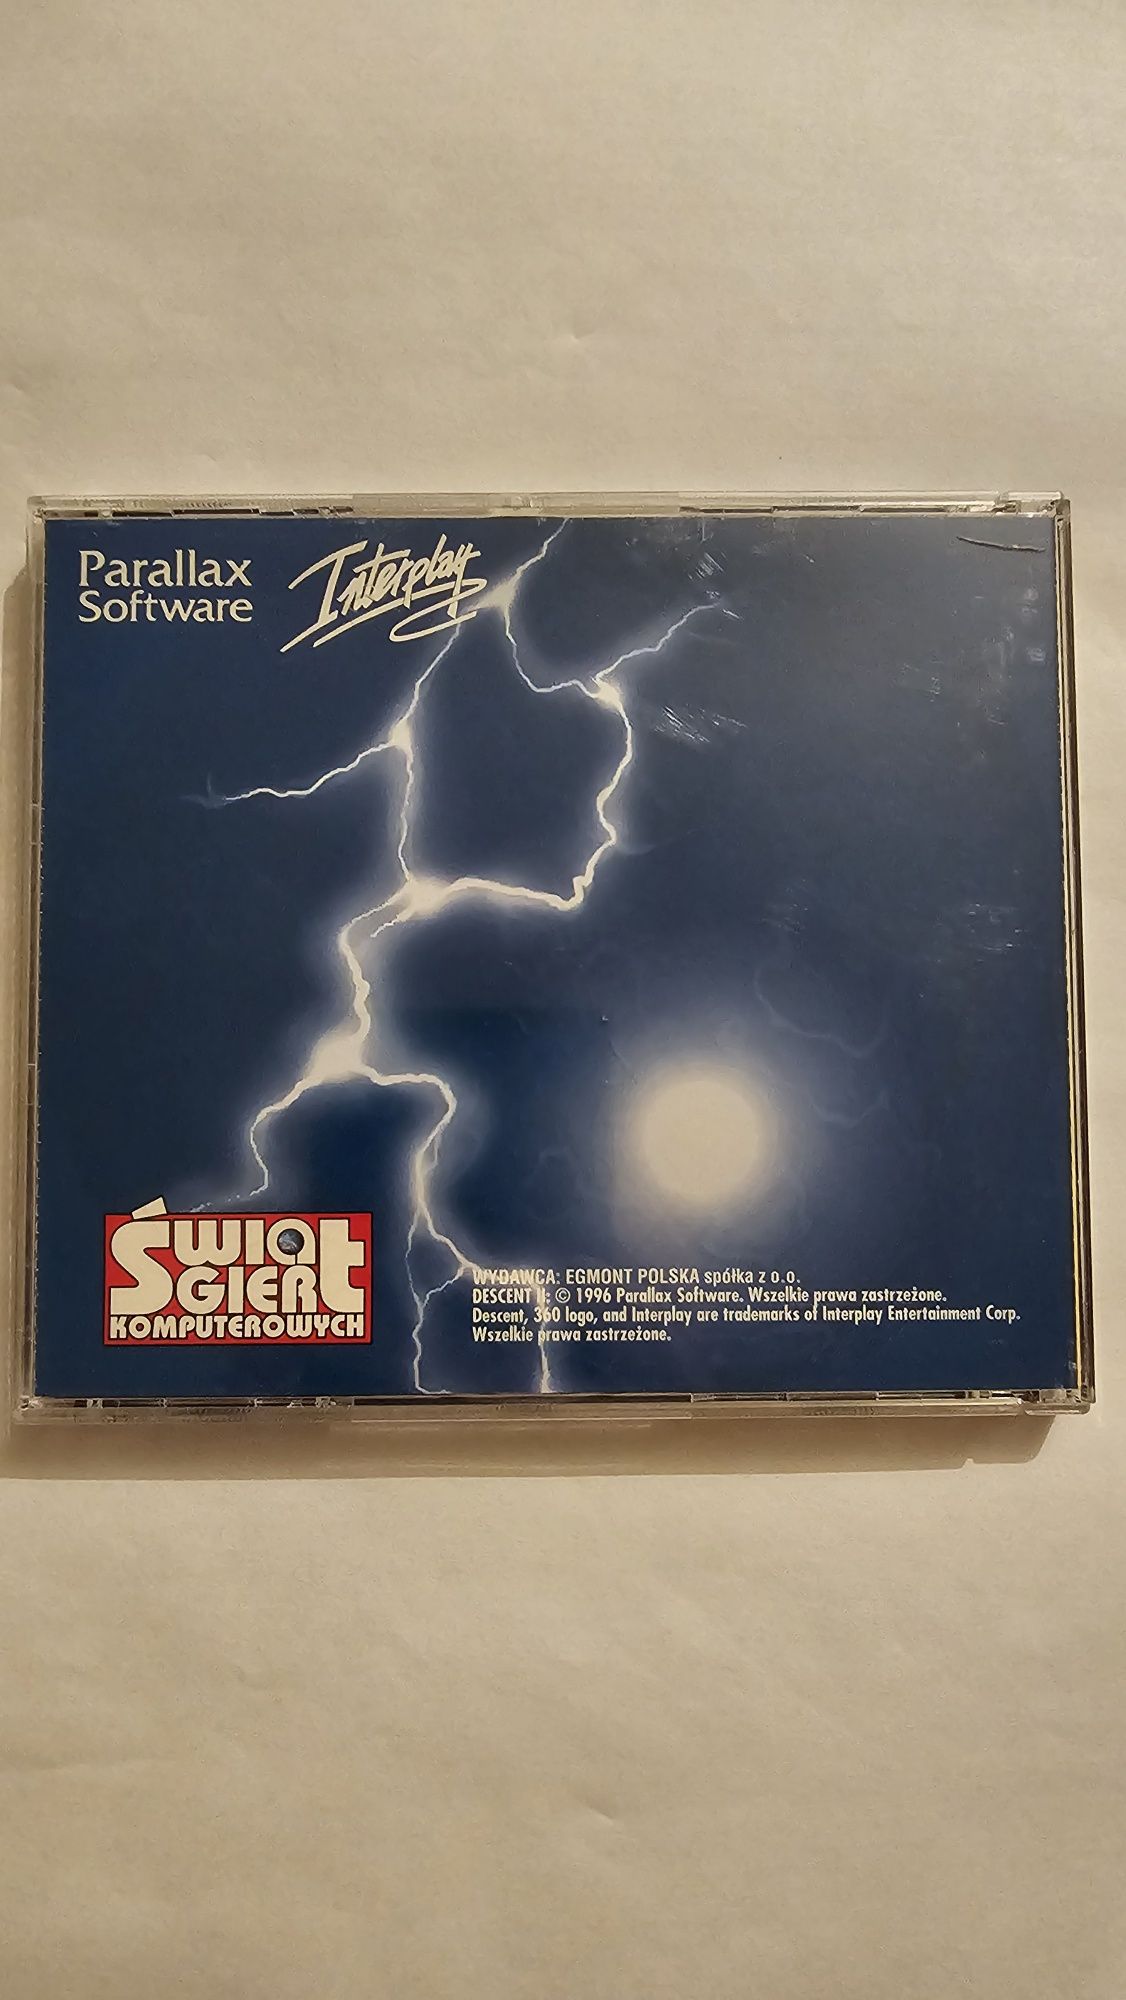 Parallax
Software
Interplay
Świat
GIER
KOMPUTEROWYCH
WYDAWCA: EGMONT POLSKA spółka z o.o.
DESCENT II: © 1996 Parallax Software. Wszelkie prawa zastrzeżone.
Descent, 360 logo, and Interplay are trademarks of Interplay Entertainment Corp.
Wszelkie prawa zastrzeżone.